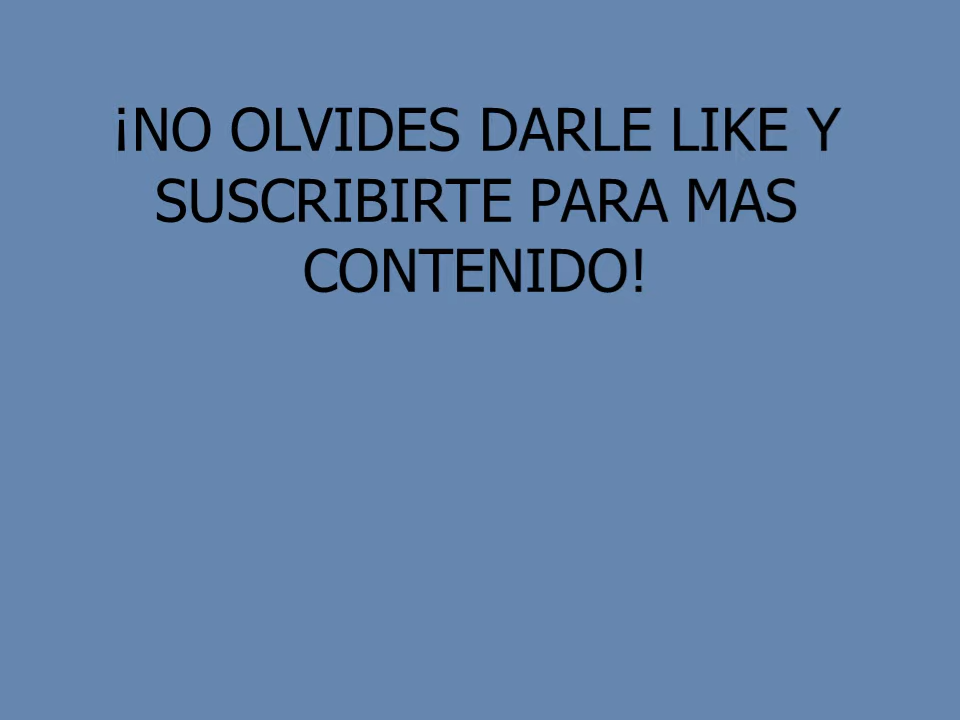 ¡NO OLVIDES DARLE LIKE Y
SUSCRIBIRTE PARA MAS
CONTENIDO!